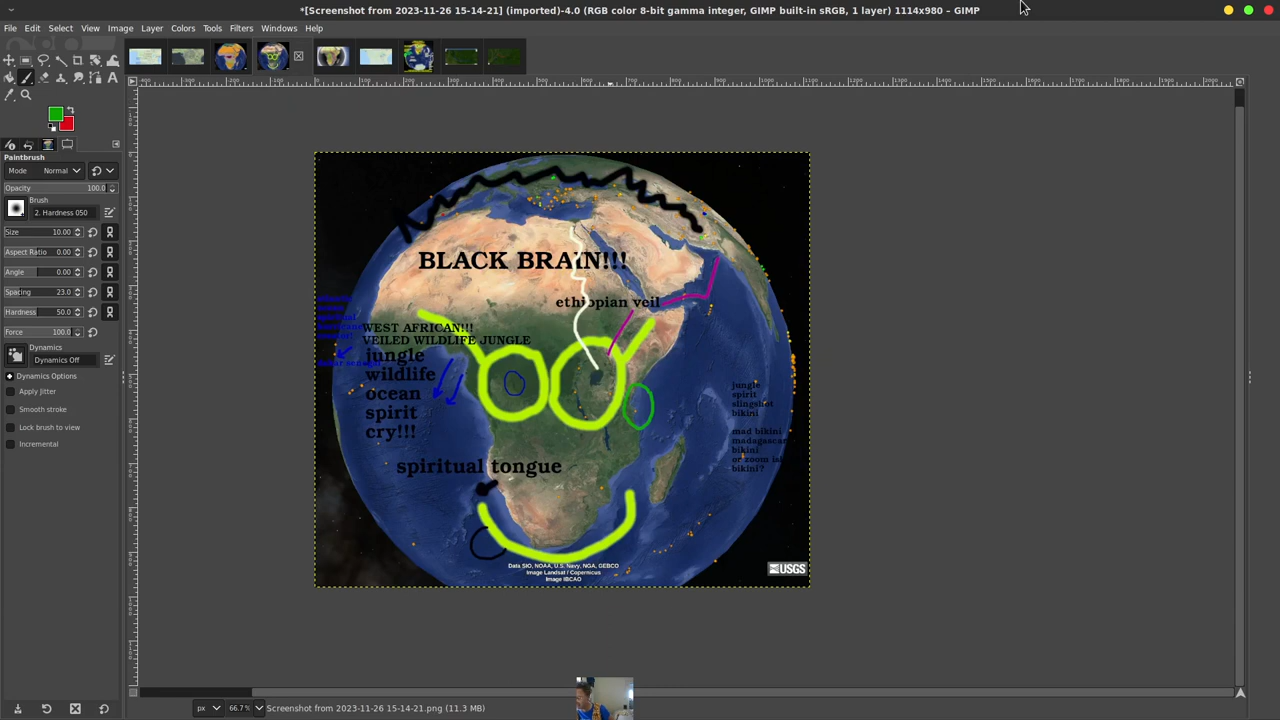 *[Screenshot from 2023-11-26 15-14-21] (imported)-4.0 (RGB color 8-bit gamma integer, GIMP built-in sRGB, 1 layer) 1114x980 – GIMP
File Edit Select View Image Layer Colors Tools Filters Windows Help
Paintbrush
Mode Normal
Opacity 100.0
Brush
2. Hardness 050
Size 10.00
Aspect Ratio 0.00
Angle 0.00
Spacing 23.0
Hardness 50.0
Force 100.0
Dynamics
Dynamics Off
Dynamics Options
Apply Jitter
Smooth stroke
Lock brush to view
Incremental
BLACK BRAIN!!!
ethiopian veil
WEST AFRICAN!!!
VEILED WILDLIFE JUNGLE
jungle
wildlife
ocean
spirit
cry!!!
spiritual tongue
jungle
spirit
slingshot
bikini
mad bikini
madagascar
bikini
bikini?
Data SIO, NOAA, U.S. Navy, NGA, GEBCO
Image Landsat / Copernicus
Image IBCAO
USGS
px 66.7% Screenshot from 2023-11-26 15-14-21.png (11.3 MB)